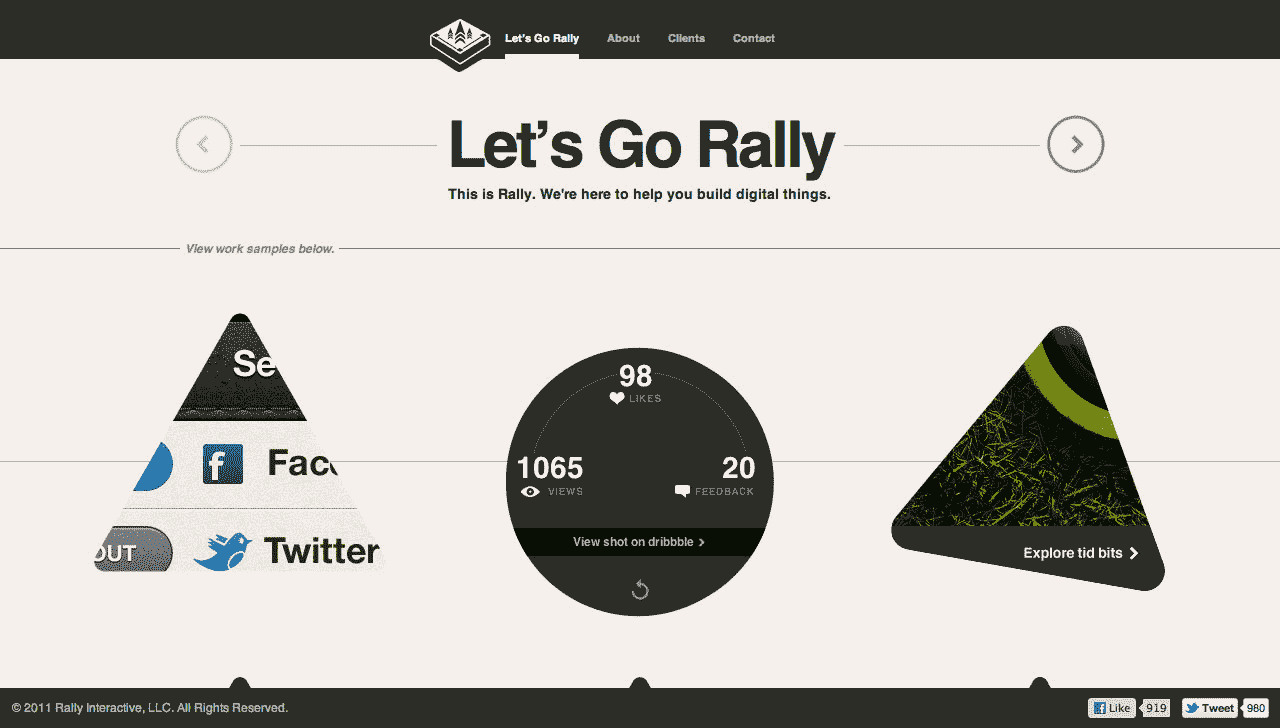 Let's Go Rally
About
Clients
Contact
Let's Go Rally
This is Rally. We're here to help you build digital things.
View work samples below.
Se
Fac
OUT
Twitter
98
LIKES
1065
VIEWS
20
FEEDBACK
View shot on dribbble
Explore tid bits
© 2011 Rally Interactive, LLC. All Rights Reserved.
Like
919
Tweet
980